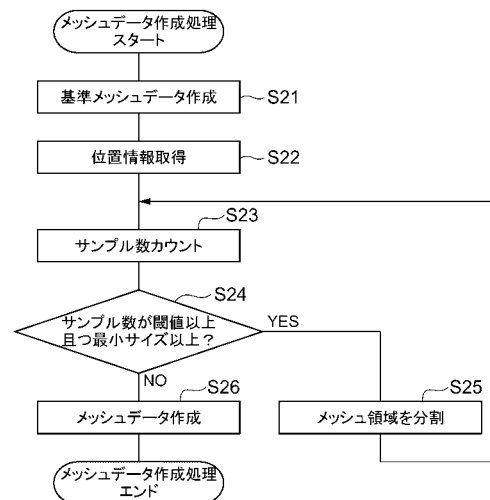 メッシュデータ作成処理
スタート
基準メッシュデータ作成
S21
位置情報取得
S22
S23
サンプル数カウント
S24
サンプル数が閾値以上
且つ最小サイズ以上?
YES
NO
S26
メッシュデータ作成
S25
メッシュ領域を分割
メッシュデータ作成処理
エンド